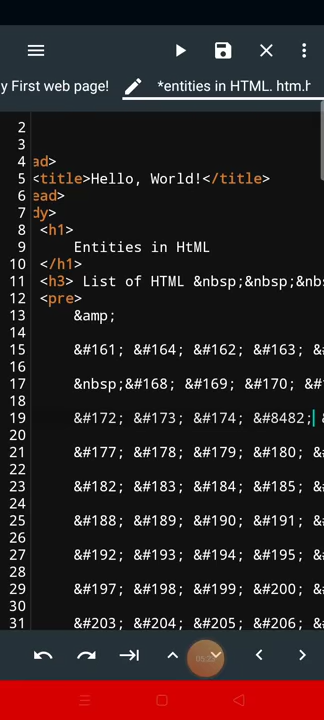 y First web page!
*entities in HTML. htm.h
2
3
4 ad>
5 <title>Hello, World!</title>
6 ead>
7 dy>
8 <h1>
9 Entities in HtML
10 </h1>
11 <h3> List of HTML &nbsp;&nbsp;&nb
12 <pre>
13 &amp;
14
15 &#161; &#164; &#162; &#163; &#
16
17 &nbsp;&#168; &#169; &#170; &#1
18
19 &#172; &#173; &#174; &#8482; &
20
21 &#177; &#178; &#179; &#180; &#
22
23 &#182; &#183; &#184; &#185; &#
24
25 &#188; &#189; &#190; &#191; &#
26
27 &#192; &#193; &#194; &#195; &#
28
29 &#197; &#198; &#199; &#200; &#
30
31 &#203; &#204; &#205; &#206; &#